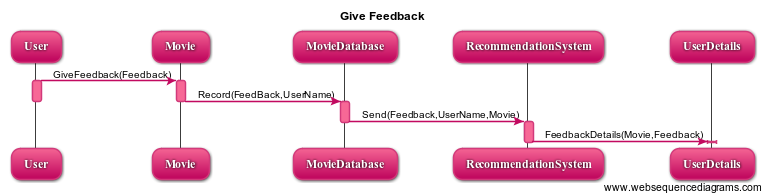 Give Feedback
User
Movie
MovieDatabase
RecommendationSystem
UserDetails
GiveFeedback(Feedback)
Record(FeedBack,UserName)
Send(Feedback,UserName,Movie)
FeedbackDetails(Movie,Feedback)
User
Movie
MovieDatabase
RecommendationSystem
UserDetails
www.websequencediagrams.com